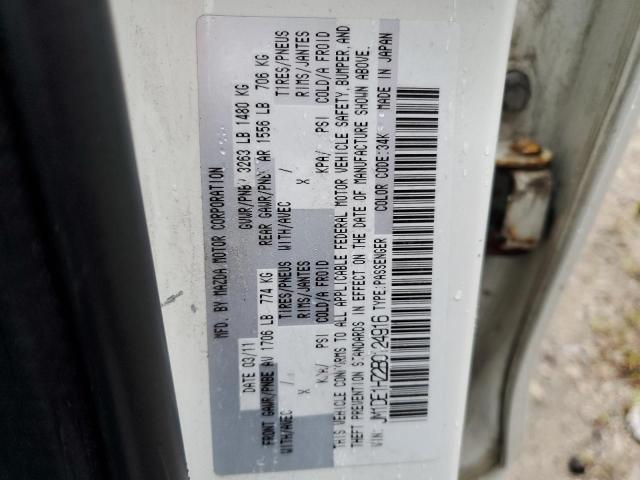 MFD. BY MAZDA MOTOR CORPORATION
DATE 03/11 GVWR/PNBV 3263 LB 1480 KG
FRONT GAWR/PNBE AV 1706 LB 774 KG REAR GAWR/PNBE AR 1556 LB 706 KG
WITH/AVEC TIRES/PNEUS WITH/AVEC TIRES/PNEUS
/ X RIMS/JANTES / X RIMS/JANTES
KPA/ PSI COLD/A FROID KPA/ PSI COLD/A FROID
THIS VEHICLE CONFORMS TO ALL APPLICABLE FEDERAL MOTOR VEHICLE SAFETY, BUMPER, AND
THEFT PREVENTION STANDARDS IN EFFECT ON THE DATE OF MANUFACTURE SHOWN ABOVE.
VIN: JM1DE1HZ2B0124916 TYPE:PASSENGER COLOR CODE:34K MADE IN JAPAN